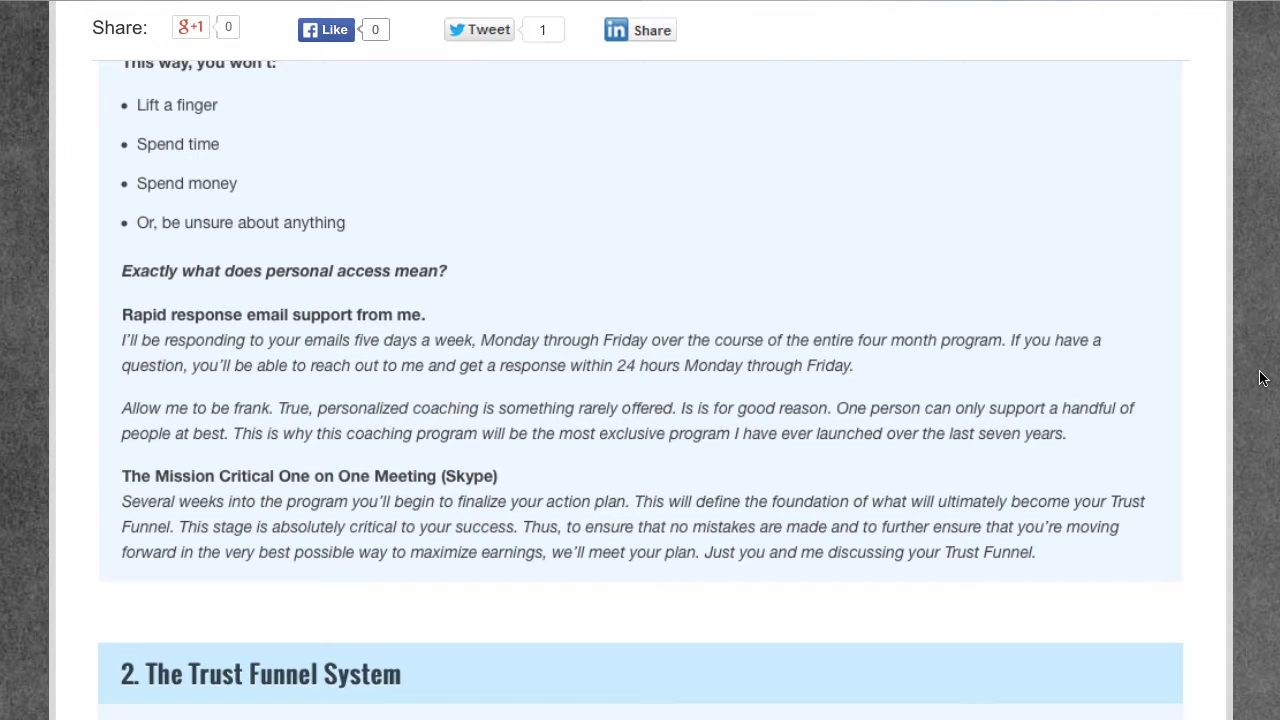 Share: g+1 0 Like 0 Tweet 1 in Share
This way, you won't:
• Lift a finger
• Spend time
• Spend money
• Or, be unsure about anything
Exactly what does personal access mean?
Rapid response email support from me.
I'll be responding to your emails five days a week, Monday through Friday over the course of the entire four month program. If you have a
question, you'll be able to reach out to me and get a response within 24 hours Monday through Friday.
Allow me to be frank. True, personalized coaching is something rarely offered. Is is for good reason. One person can only support a handful of
people at best. This is why this coaching program will be the most exclusive program I have ever launched over the last seven years.
The Mission Critical One on One Meeting (Skype)
Several weeks into the program you'll begin to finalize your action plan. This will define the foundation of what will ultimately become your Trust
Funnel. This stage is absolutely critical to your success. Thus, to ensure that no mistakes are made and to further ensure that you're moving
forward in the very best possible way to maximize earnings, we'll meet your plan. Just you and me discussing your Trust Funnel.
2. The Trust Funnel System